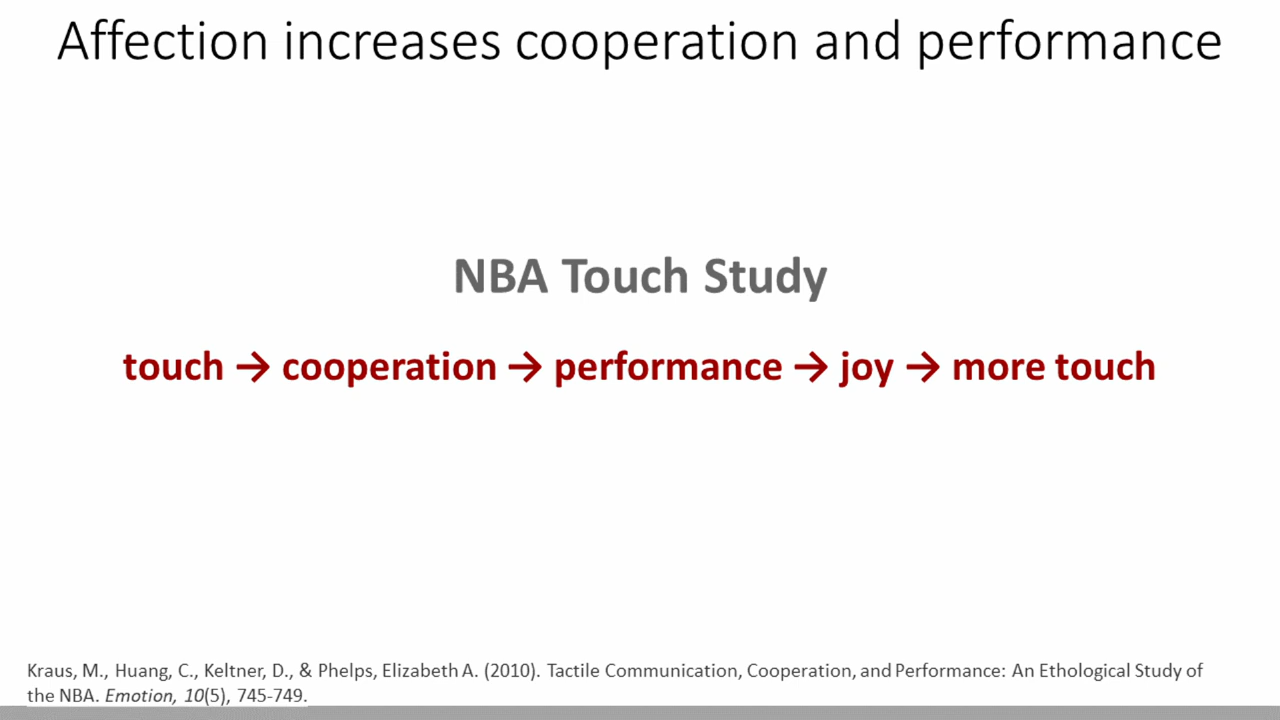 Affection increases cooperation and performance
NBA Touch Study
touch → cooperation → performance → joy → more touch
Kraus, M., Huang, C., Keltner, D., & Phelps, Elizabeth A. (2010). Tactile Communication, Cooperation, and Performance: An Ethological Study of
the NBA. Emotion, 10(5), 745-749.